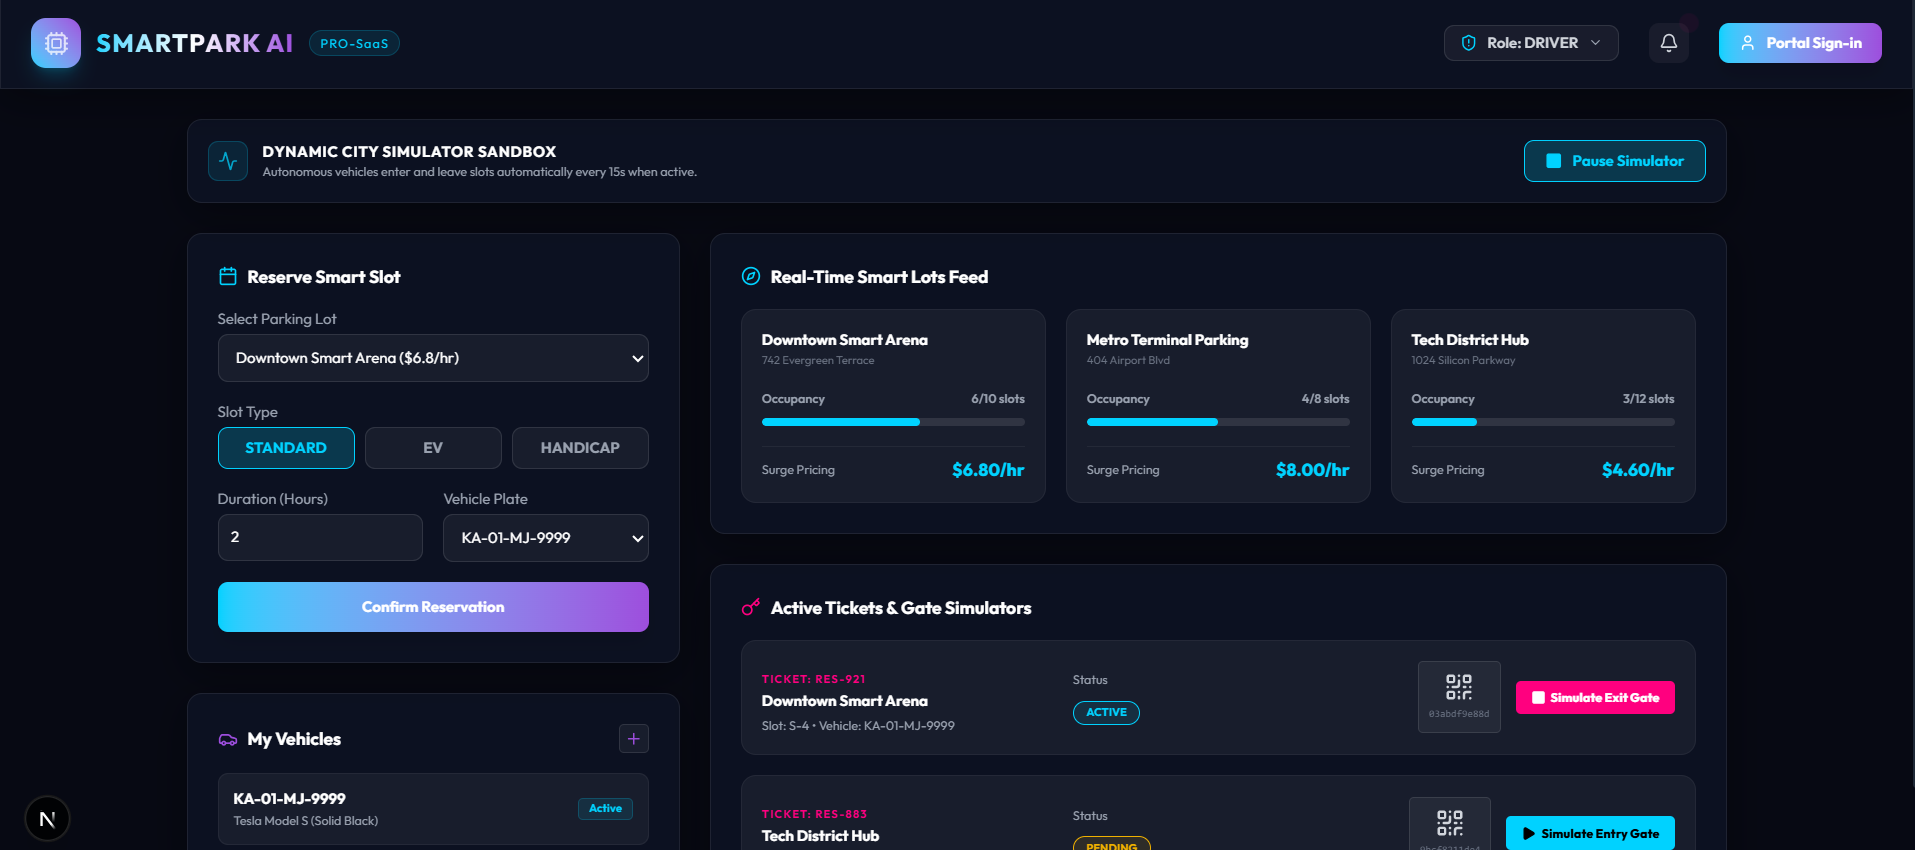 SMARTPARK AI
PRO-SaaS
Role: DRIVER
Portal Sign-in
DYNAMIC CITY SIMULATOR SANDBOX
Autonomous vehicles enter and leave slots automatically every 15s when active.
Pause Simulator
Reserve Smart Slot
Select Parking Lot
Downtown Smart Arena ($6.8/hr)
Slot Type
STANDARD
EV
HANDICAP
Duration (Hours)
Vehicle Plate
2
KA-01-MJ-9999
Confirm Reservation
My Vehicles
KA-01-MJ-9999
Tesla Model S (Solid Black)
Active
Real-Time Smart Lots Feed
Downtown Smart Arena
742 Evergreen Terrace
Occupancy
6/10 slots
Surge Pricing
$6.80/hr
Metro Terminal Parking
404 Airport Blvd
Occupancy
4/8 slots
Surge Pricing
$8.00/hr
Tech District Hub
1024 Silicon Parkway
Occupancy
3/12 slots
Surge Pricing
$4.60/hr
Active Tickets & Gate Simulators
TICKET: RES-921
Downtown Smart Arena
Slot: S-4 • Vehicle: KA-01-MJ-9999
Status
ACTIVE
03abdf9e88d
Simulate Exit Gate
TICKET: RES-883
Tech District Hub
Status
PENDING
Simulate Entry Gate
N